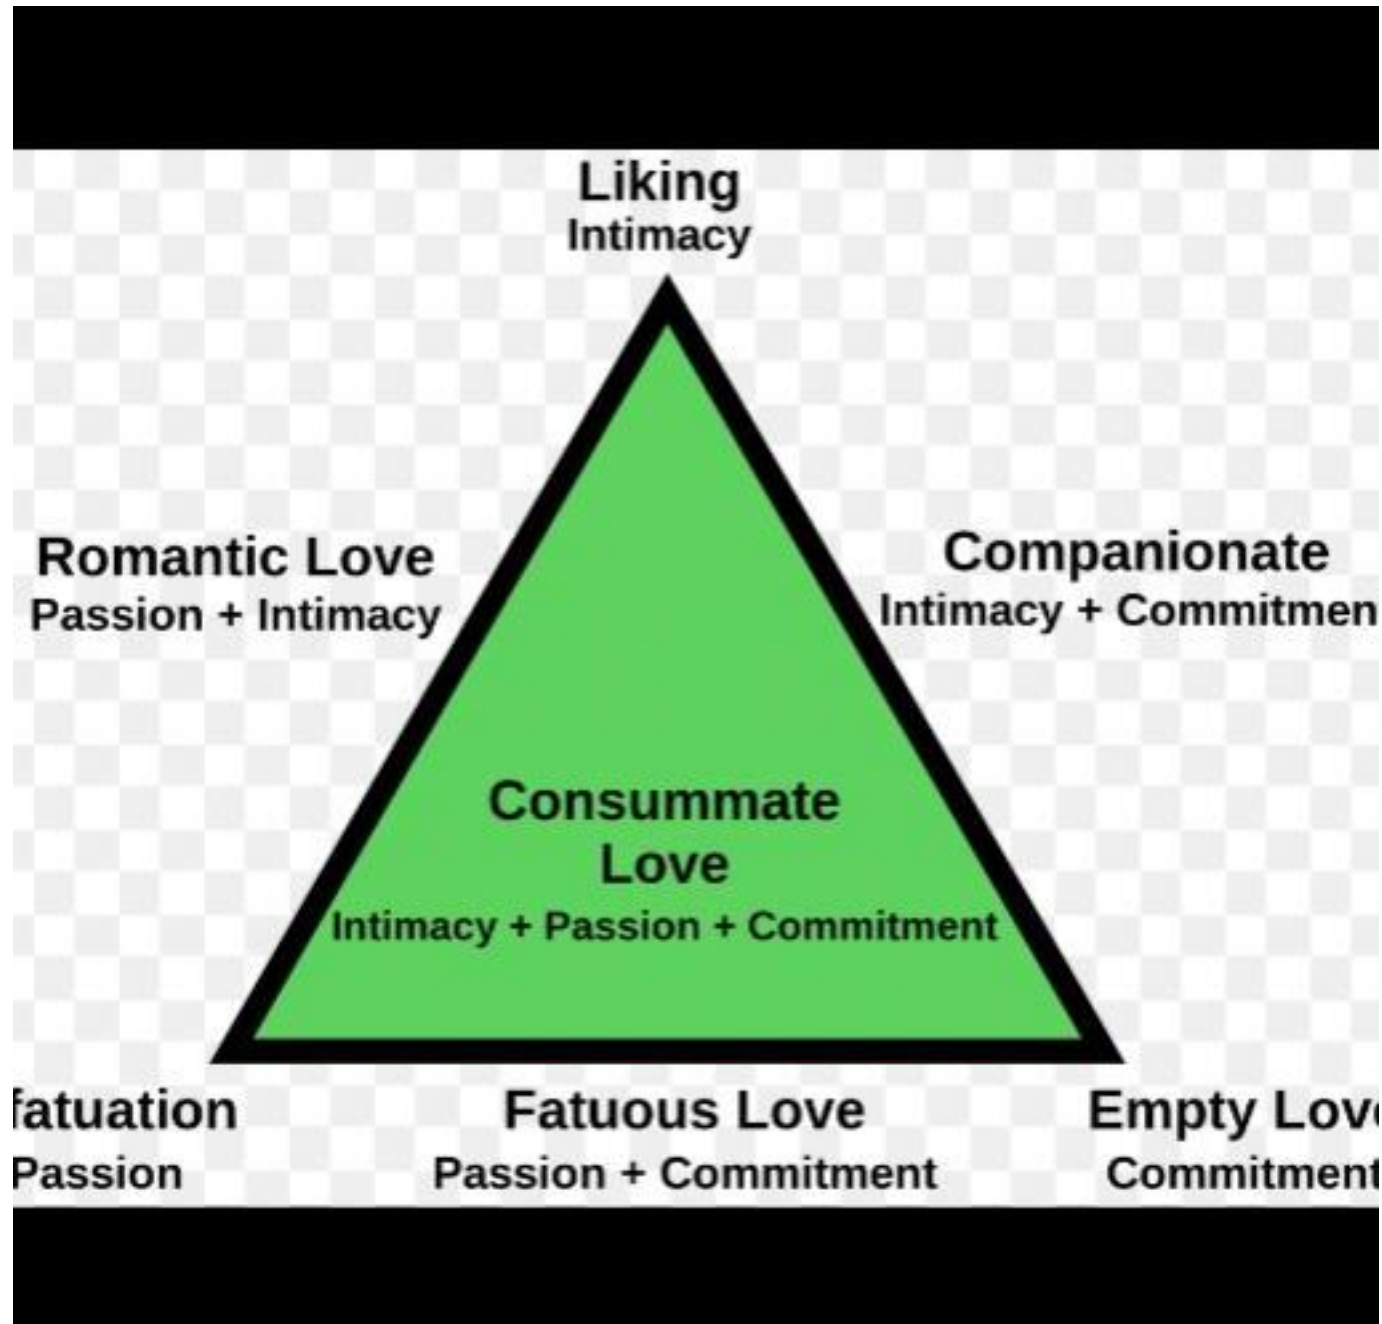 Liking
Intimacy
Romantic Love
Passion + Intimacy
Companionate
Intimacy + Commitmen
Consummate
Love
Intimacy + Passion + Commitment
fatuation
Passion
Fatuous Love
Passion + Commitment
Empty Love
Commitment